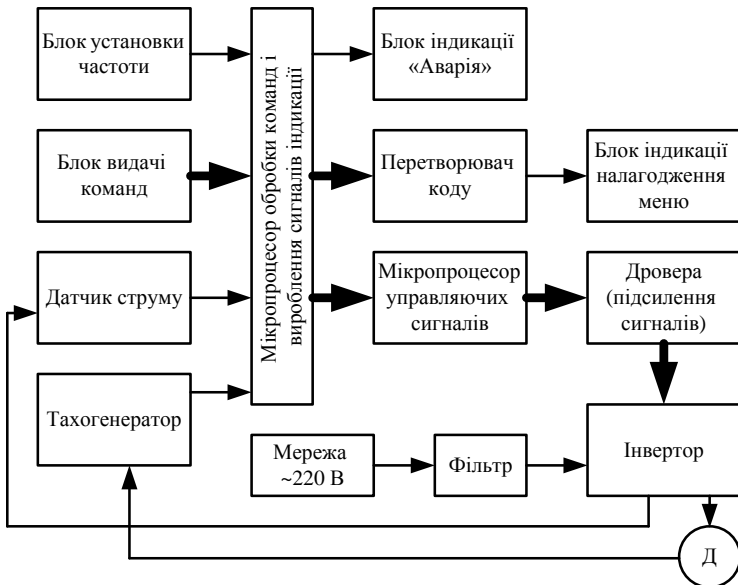 Блок установки
частоти
Мікропроцесор обробки команд і
вироблення сигналів індикації
Блок індикації
«Аварія»
Блок видачі
команд
Перетворювач
коду
Блок індикації
налагодження
меню
Датчик струму
Мікропроцесор
управляючих
сигналів
Дровера
(підсилення
сигналів)
Тахогенератор
Мережа
~220 В
Фільтр
Інвертор
Д